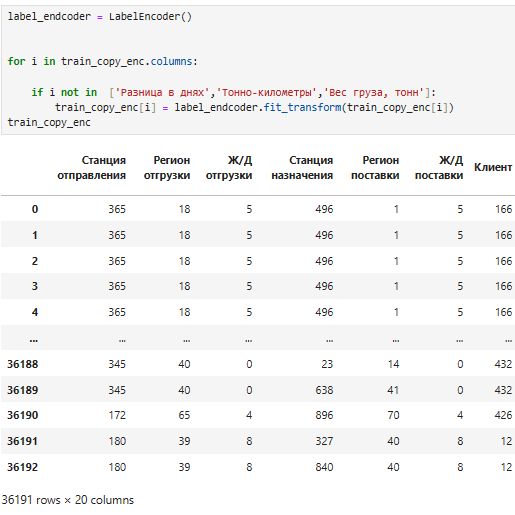 label_endcoder = LabelEncoder()
for i in train_copy_enc.columns:
if i not in ['Разница в днях','Тонно-километры','Вес груза, тонн']:
train_copy_enc[i] = label_endcoder.fit_transform(train_copy_enc[i])
train_copy_enc
Станция отправления Регион отгрузки Ж/Д отгрузки Станция назначения Регион поставки Ж/Д поставки Клиент
0 365 18 5 496 1 5 166
1 365 18 5 496 1 5 166
2 365 18 5 496 1 5 166
3 365 18 5 496 1 5 166
4 365 18 5 496 1 5 166
... ... ... ... ... ... ... ...
36188 345 40 0 23 14 0 432
36189 345 40 0 638 41 0 432
36190 172 65 4 896 70 4 426
36191 180 39 8 327 40 8 12
36192 180 39 8 840 40 8 12
36191 rows × 20 columns